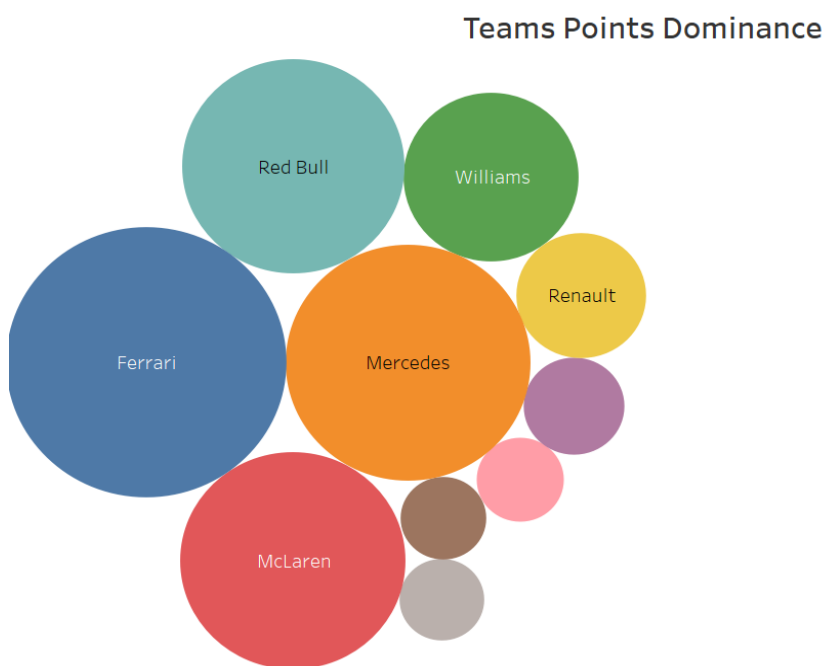 Teams Points Dominance
Red Bull
Williams
Renault
Ferrari
Mercedes
McLaren